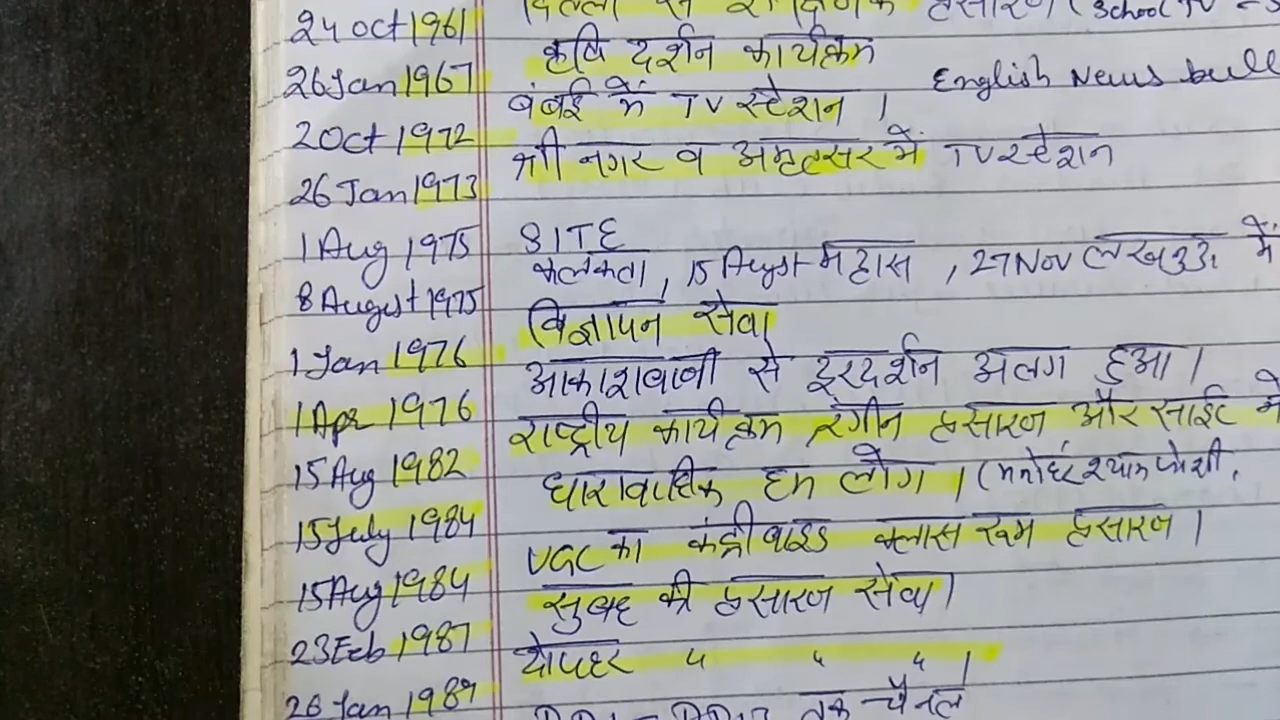 24 Oct 1961 दिल्ली से शैक्षणिक प्रसारण (School TV
26 Jan 1967 कृषि दर्शन कार्यक्रम
2 Oct 1972 बंबई में TV स्टेशन । English News bull
26 Jan 1973 श्री नगर व अमृतसर में TV स्टेशन
1 Aug 1975 SITE
8 August 1975 कलकता, 15 August मद्रास , 27 Nov लखनऊ में
1 Jan 1976 विज्ञापन सेवा
1 Apr 1976 आकाशवाणी से दूरदर्शन अलग हुआ ।
15 Aug 1982 राष्ट्रीय कार्यक्रम रंगीन प्रसारण और साईट
15 July 1984 धारावाहिक हम लोग । (मनोहर श्याम जोशी
15 Aug 1984 UGC का कंट्री वाइड क्लास रूम प्रसारण ।
23 Feb 1987 सुबह की प्रसारण सेवा ।
26 Jan 1989 दोपहर " " " ।
तक चैनल